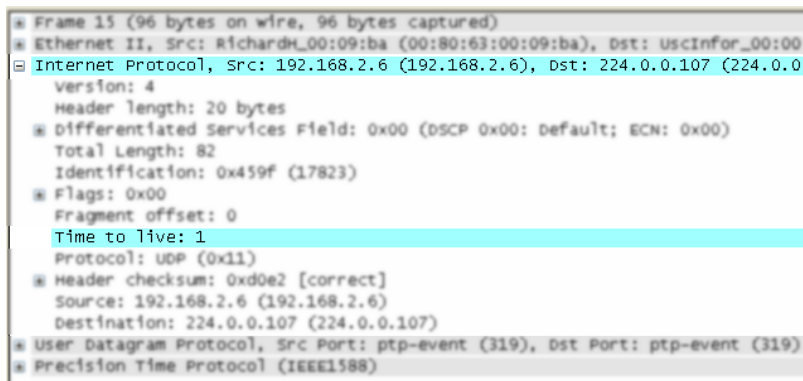 Frame 15 (96 bytes on wire, 96 bytes captured)
Ethernet II, Src: RichardH_00:09:ba (00:80:63:00:09:ba), Dst: UscInfor_00:00
Internet Protocol, Src: 192.168.2.6 (192.168.2.6), Dst: 224.0.0.107 (224.0.0
Version: 4
Header length: 20 bytes
Differentiated Services Field: 0x00 (DSCP 0x00: Default; ECN: 0x00)
Total Length: 82
Identification: 0x459f (17823)
Flags: 0x00
Fragment offset: 0
Time to live: 1
Protocol: UDP (0x11)
Header checksum: 0xd0e2 [correct]
Source: 192.168.2.6 (192.168.2.6)
Destination: 224.0.0.107 (224.0.0.107)
User Datagram Protocol, Src Port: ptp-event (319), Dst Port: ptp-event (319)
Precision Time Protocol (IEEE1588)